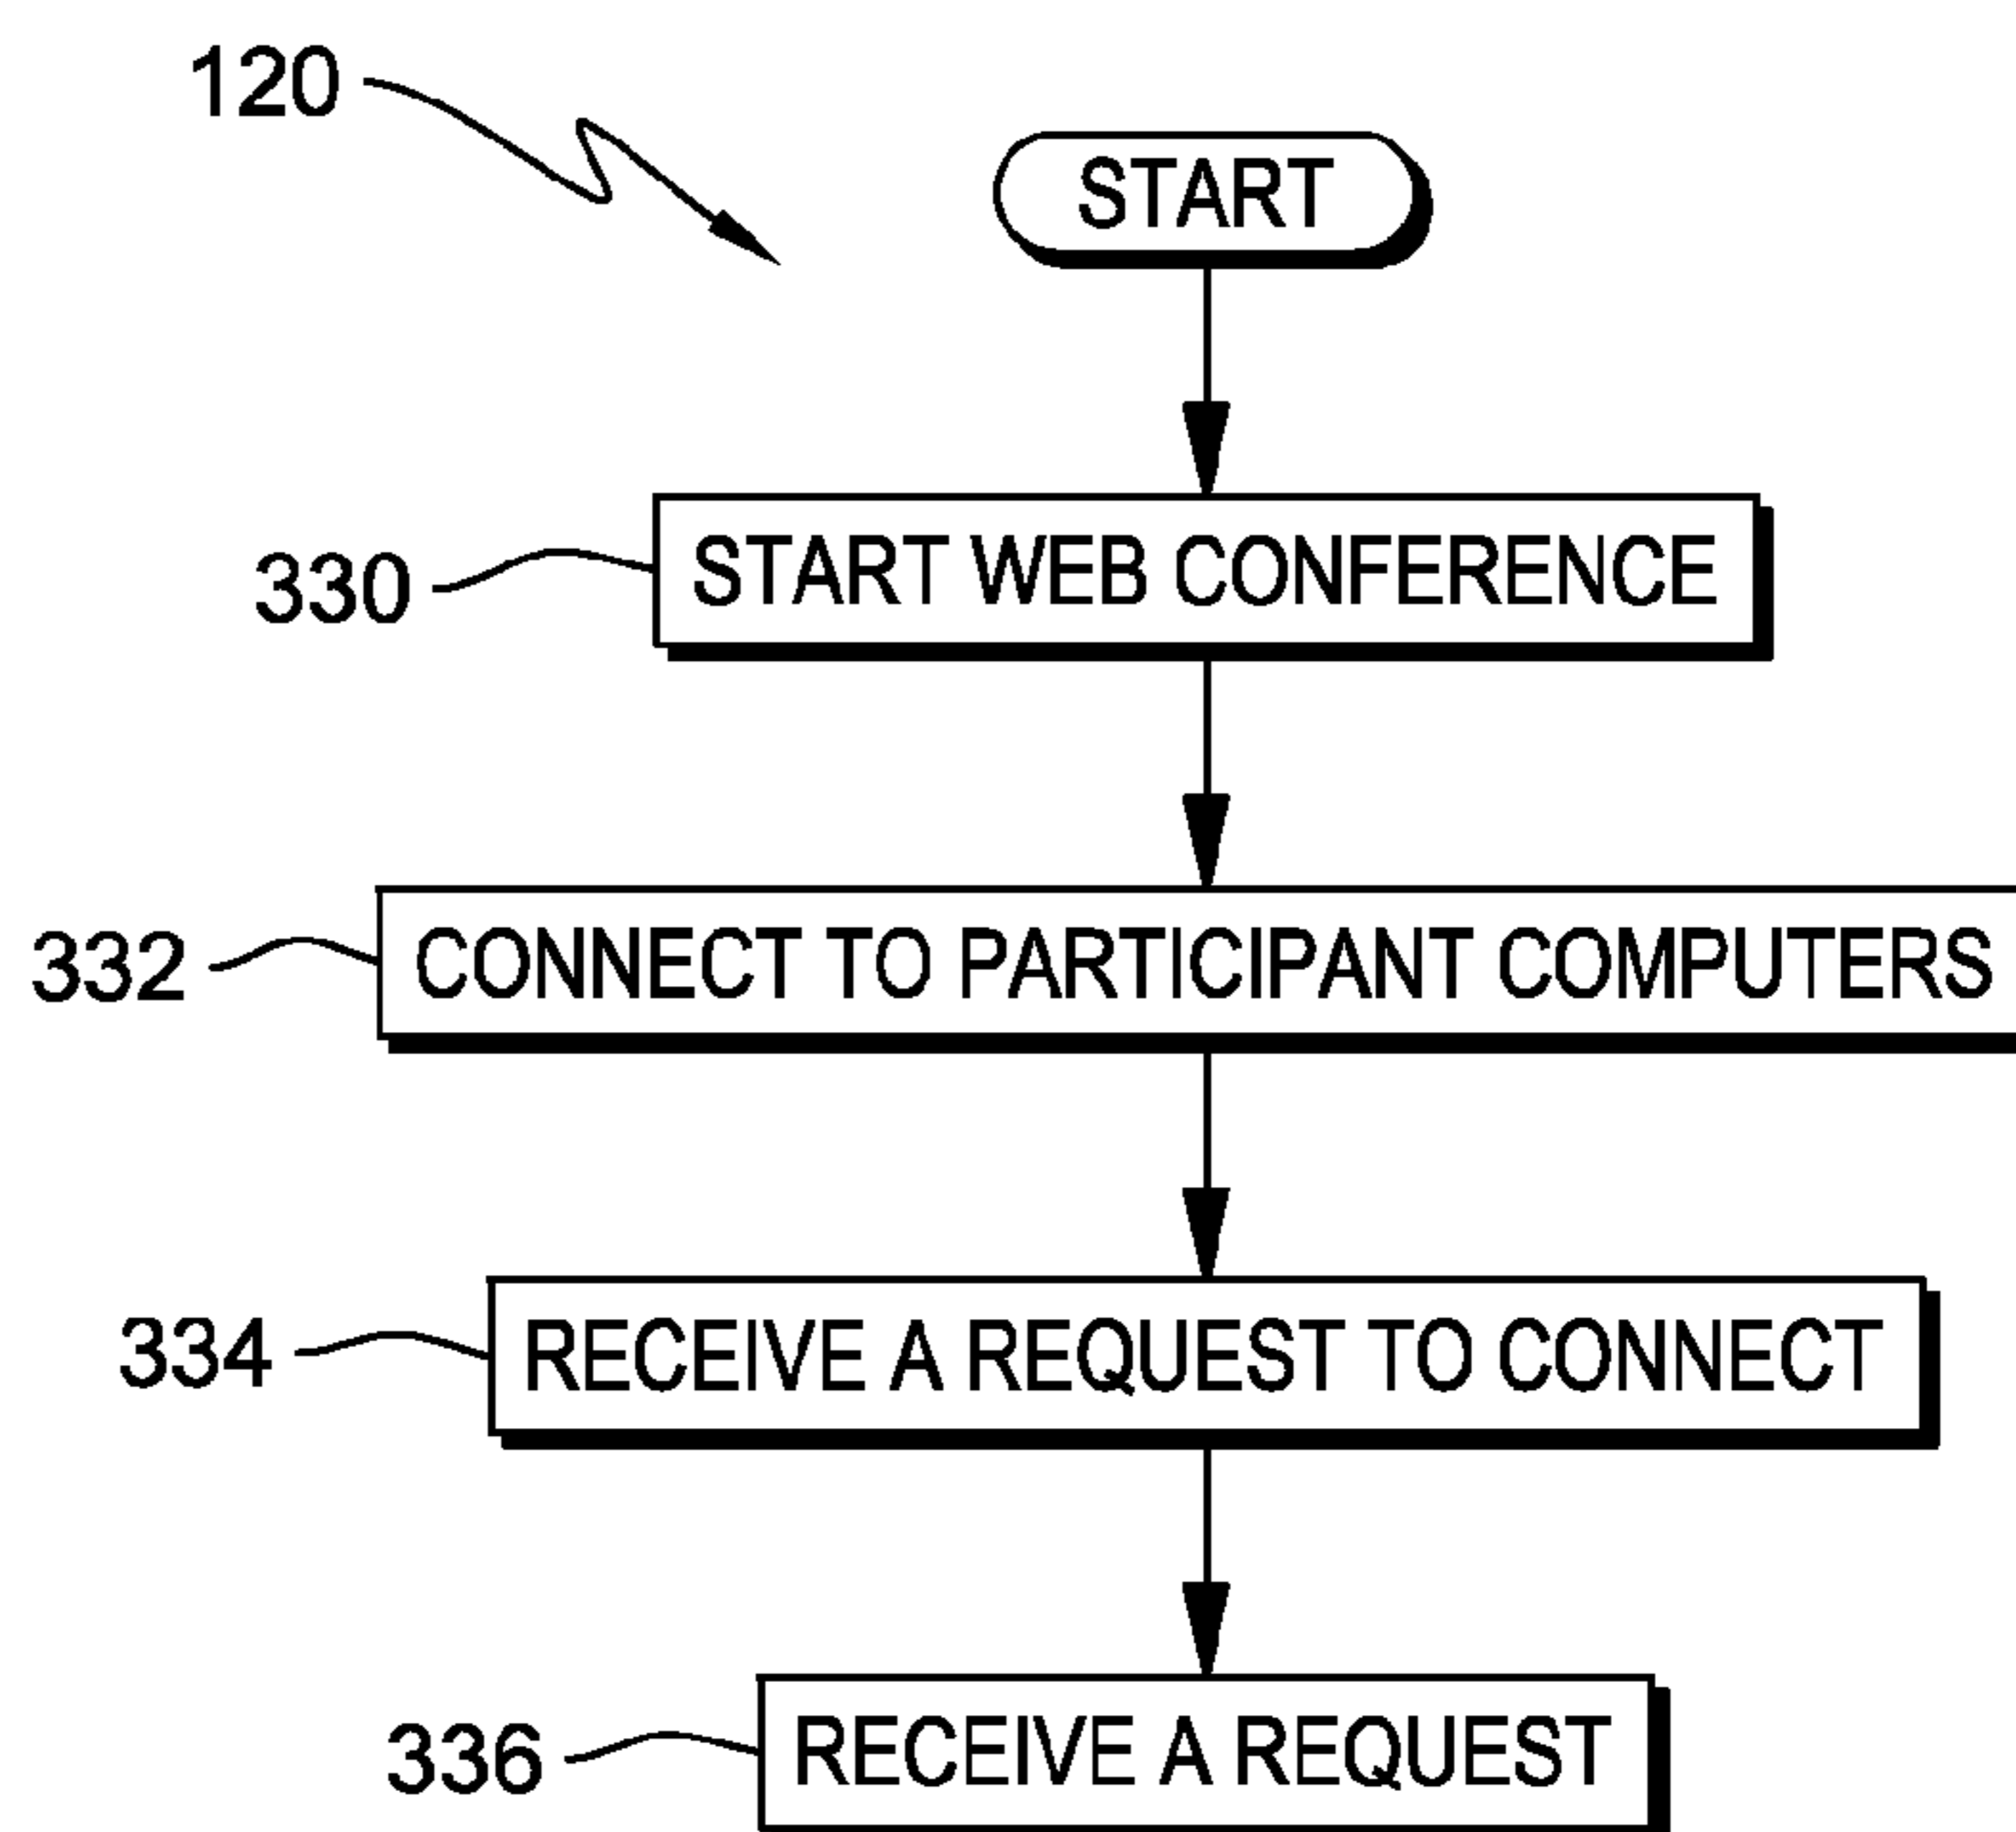 120
START
330
START WEB CONFERENCE
332
CONNECT TO PARTICIPANT COMPUTERS
334
RECEIVE A REQUEST TO CONNECT
336
RECEIVE A REQUEST